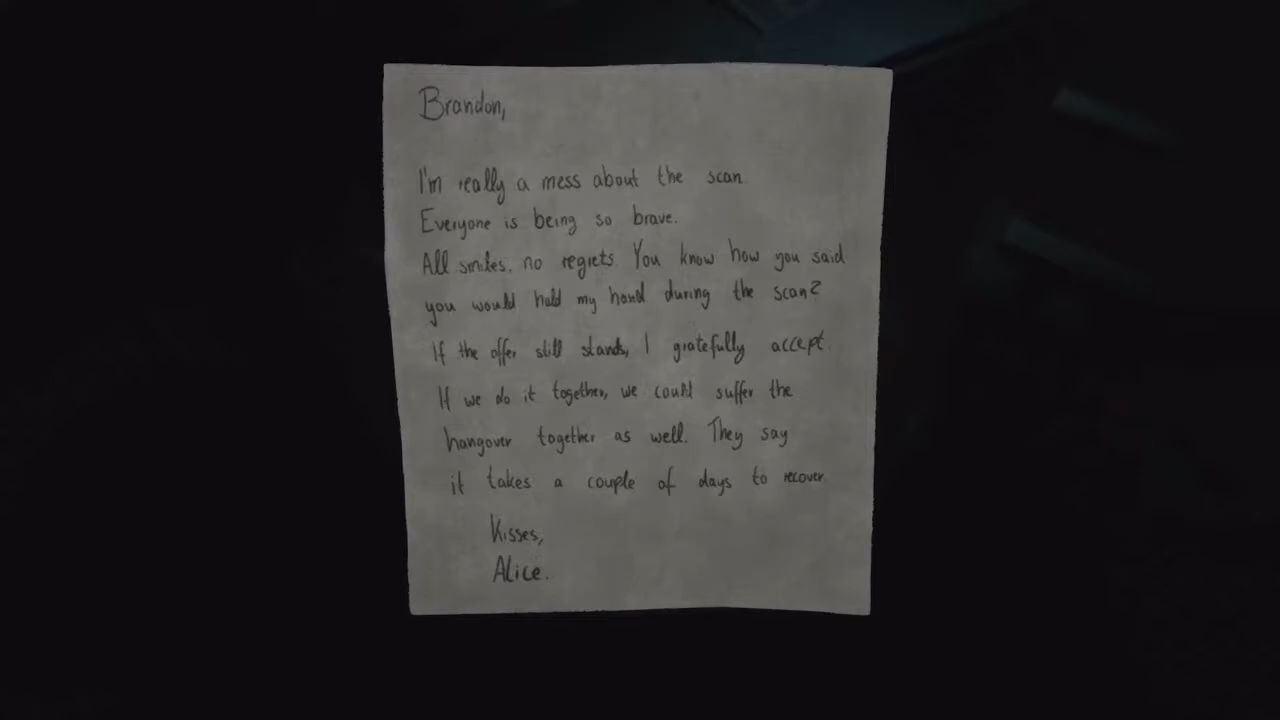 Brandon,
I'm really a mess about the scan.
Everyone is being so brave.
All smiles, no regrets. You know how you said
you would hold my hand during the scan?
If the offer still stands, I gratefully accept.
If we do it together, we could suffer the
hangover together as well. They say
it takes a couple of days to recover.
Kisses,
Alice.